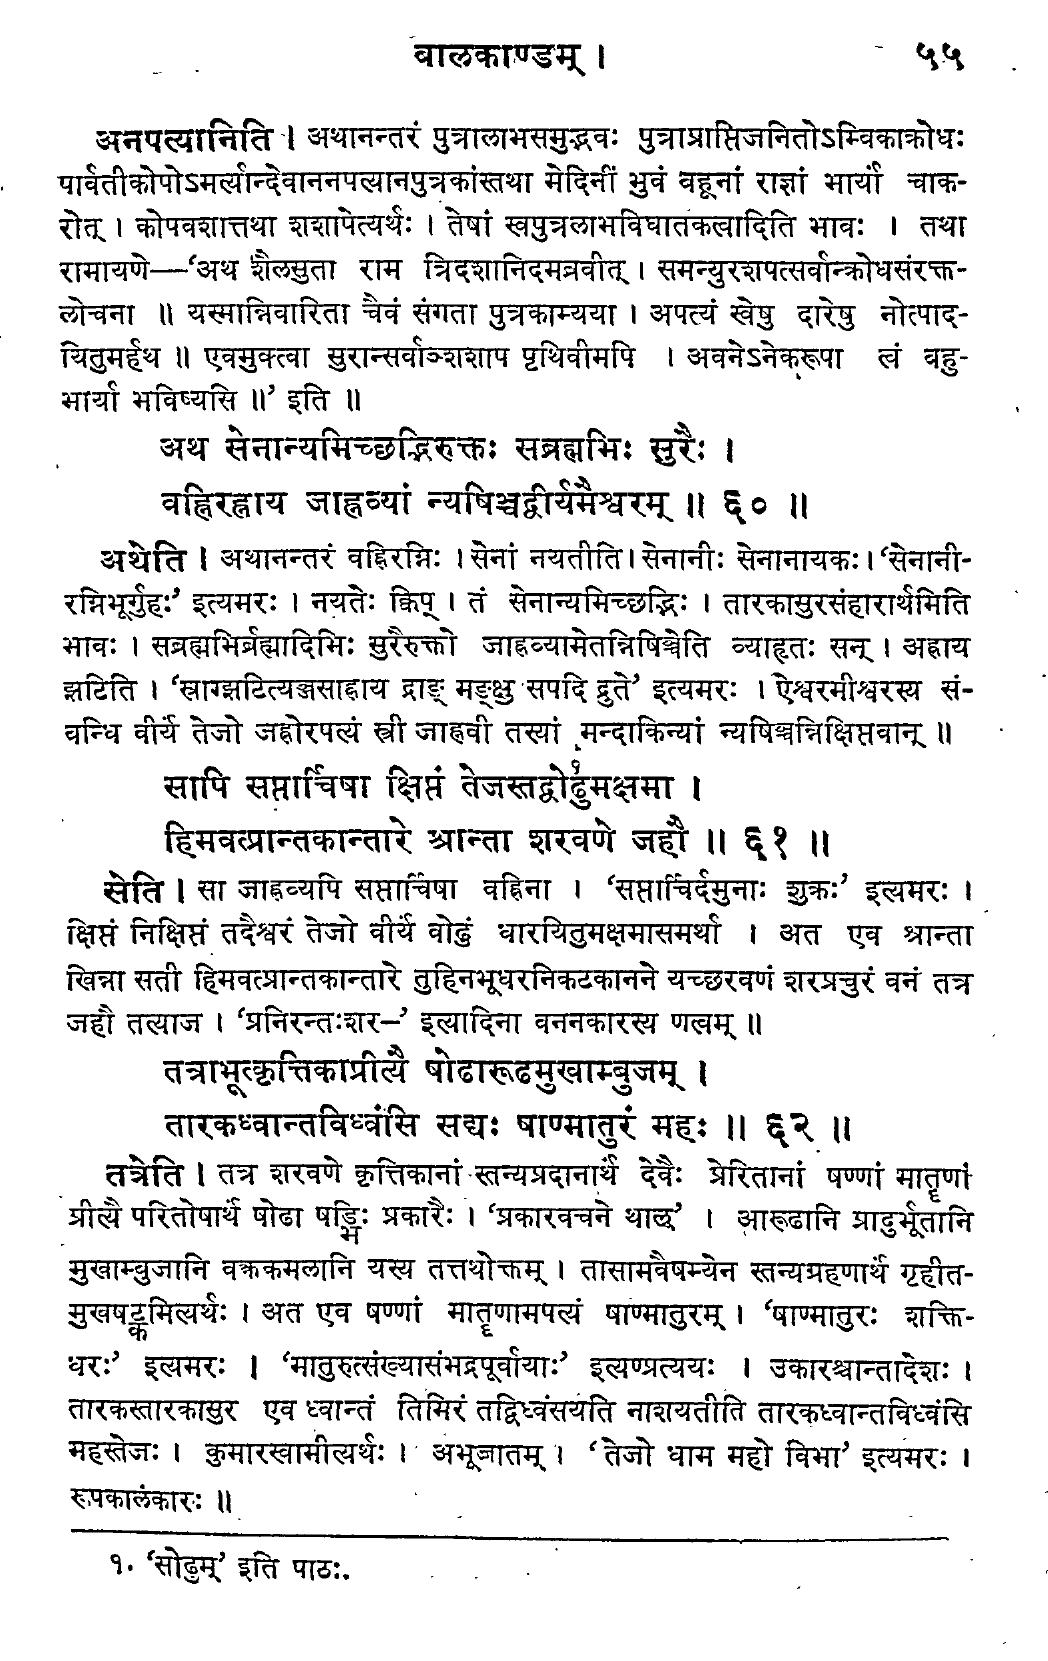 बालकाण्डम् । ५५
अनपत्यानिति । अथानन्तरं पुत्रालाभसमुद्भवः पुत्राप्राप्तिजनितोऽम्बिकाक्रोधः
पार्वतीकोपोऽमर्त्यान्देवाननपत्यानपुत्रकांस्तथा मेदिनीं भुवं बहूनां राज्ञां भार्यां चाक-
रोत् । कोपवशात्तथा शशापेत्यर्थः । तेषां स्वपुत्रलाभविघातकत्वादिति भावः । तथा
रामायणे—‘अथ शैलसुता राम त्रिदशानिदमब्रवीत् । समन्युरशपत्सर्वान्क्रोधसंरक्त-
लोचना ॥ यस्मान्निवारिता चैवं संगता पुत्रकाम्यया । अपत्यं स्वेषु दारेषु नोत्पाद-
यितुमर्हथ ॥ एवमुक्त्वा सुरान्सर्वाञ्शशाप पृथिवीमपि । अवनेऽनेकरूपा त्वं बहु-
भार्या भविष्यसि ॥’ इति ॥
अथ सेनान्यमिच्छद्भिरुक्तः सब्रह्मभिः सुरैः ।
वह्निरह्नाय जाह्नव्यां न्यषिञ्चद्वीर्यमैश्वरम् ॥ ६० ॥
अथेति । अथानन्तरं वह्निरग्निः । सेनां नयतीति । सेनानीः सेनानायकः । ‘सेनानी-
रग्निभूर्गुहः’ इत्यमरः । नयतेः क्विप् । तं सेनान्यमिच्छद्भिः । तारकासुरसंहारार्थमिति
भावः । सब्रह्मभिर्ब्रह्मादिभिः सुरैरुक्तो जाह्नव्यामेतन्निषिञ्चेति व्याहृतः सन् । अह्नाय
झटिति । ‘स्राग्झटित्यञ्जसाह्नाय द्राङ् मङ्क्षु सपदि द्रुते’ इत्यमरः । ऐश्वरमीश्वरस्य सं-
बन्धि वीर्यं तेजो जह्नोरपत्यं स्त्री जाह्नवी तस्यां मन्दाकिन्यां न्यषिञ्चन्निक्षिप्तवान् ॥
सापि सप्तार्चिषा क्षिप्तं तेजस्तद्वोढुं१मक्षमा ।
हिमवत्प्रान्तकान्तारे श्रान्ता शरवणे जहौ ॥ ६१ ॥
सेति । सा जाह्नव्यपि सप्तार्चिषा वह्निना । ‘सप्तार्चिर्दमुनाः शुक्रः’ इत्यमरः ।
क्षिप्तं निक्षिप्तं तदैश्वरं तेजो वीर्यं वोढुं धारयितुमक्षमासमर्था । अत एव श्रान्ता
खिन्ना सती हिमवत्प्रान्तकान्तारे तुहिनभूधरनिकटकानने यच्छरवणं शरप्रचुरं वनं तत्र
जहौ तत्याज । ‘प्रनिरन्तःशर–’ इत्यादिना वननकारस्य णत्वम् ॥
तत्राभूत्कृत्तिकाप्रीत्यै षोढारूढमुखाम्बुजम् ।
तारकध्वान्तविध्वंसि सद्यः षाण्मातुरं महः ॥ ६२ ॥
तत्रेति । तत्र शरवणे कृत्तिकानां स्तन्यप्रदानार्थं देवैः प्रेरितानां षण्णां मातॄणां
प्रीत्यै परितोषार्थं षोढा षड्भिः प्रकारैः । ‘प्रकारवचने थाल्’ । आरूढानि प्रादुर्भूतानि
मुखाम्बुजानि वक्रकमलानि यस्य तत्तथोक्तम् । तासामवैषम्येन स्तन्यग्रहणार्थं गृहीत-
मुखषट्कमित्यर्थः । अत एव षण्णां मातॄणामपत्यं षाण्मातुरम् । ‘षाण्मातुरः शक्ति-
धरः’ इत्यमरः । ‘मातुरुत्संख्यासंभद्रपूर्वायाः’ इत्यण्प्रत्ययः । उकारश्चान्तादेशः ।
तारकस्तारकासुर एव ध्वान्तं तिमिरं तद्विध्वंसयति नाशयतीति तारकध्वान्तविध्वंसि
महस्तेजः । कुमारस्वामीत्यर्थः । अभूज्जातम् । ‘तेजो धाम महो विभा’ इत्यमरः ।
रूपकालंकारः ॥
१. ‘सोढुम्’ इति पाठः.